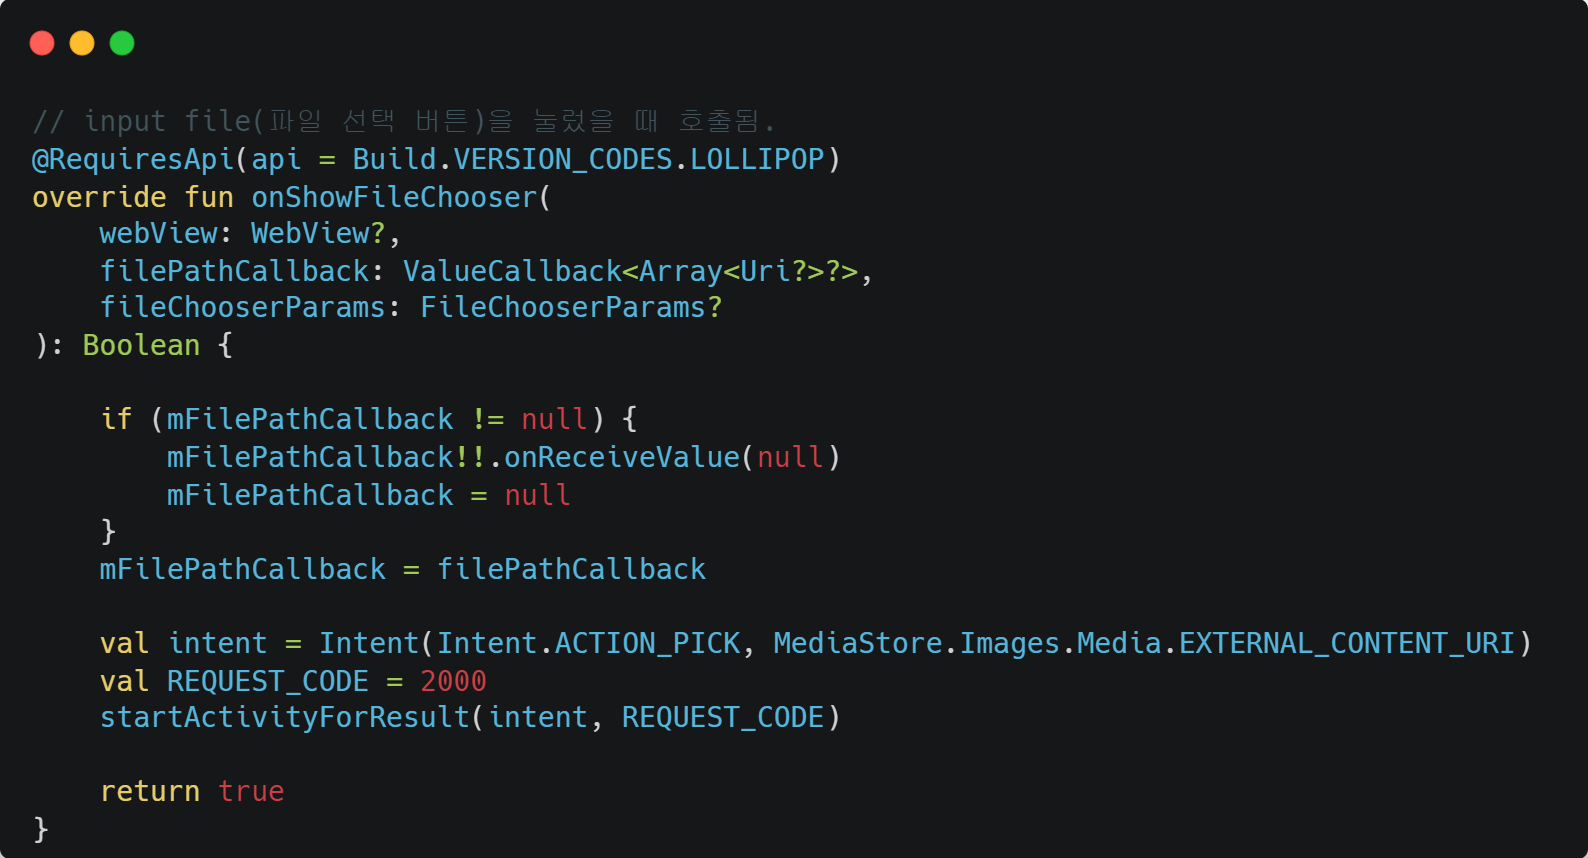 // input file(파일 선택 버튼)을 눌렀을 때 호출됨.
@RequiresApi(api = Build.VERSION_CODES.LOLLIPOP)
override fun onShowFileChooser(
    webView: WebView?,
    filePathCallback: ValueCallback<Array<Uri?>?>,
    fileChooserParams: FileChooserParams?
): Boolean {
    if (mFilePathCallback != null) {
        mFilePathCallback!!.onReceiveValue(null)
        mFilePathCallback = null
    }
    mFilePathCallback = filePathCallback
    val intent = Intent(Intent.ACTION_PICK, MediaStore.Images.Media.EXTERNAL_CONTENT_URI)
    val REQUEST_CODE = 2000
    startActivityForResult(intent, REQUEST_CODE)
    return true
}